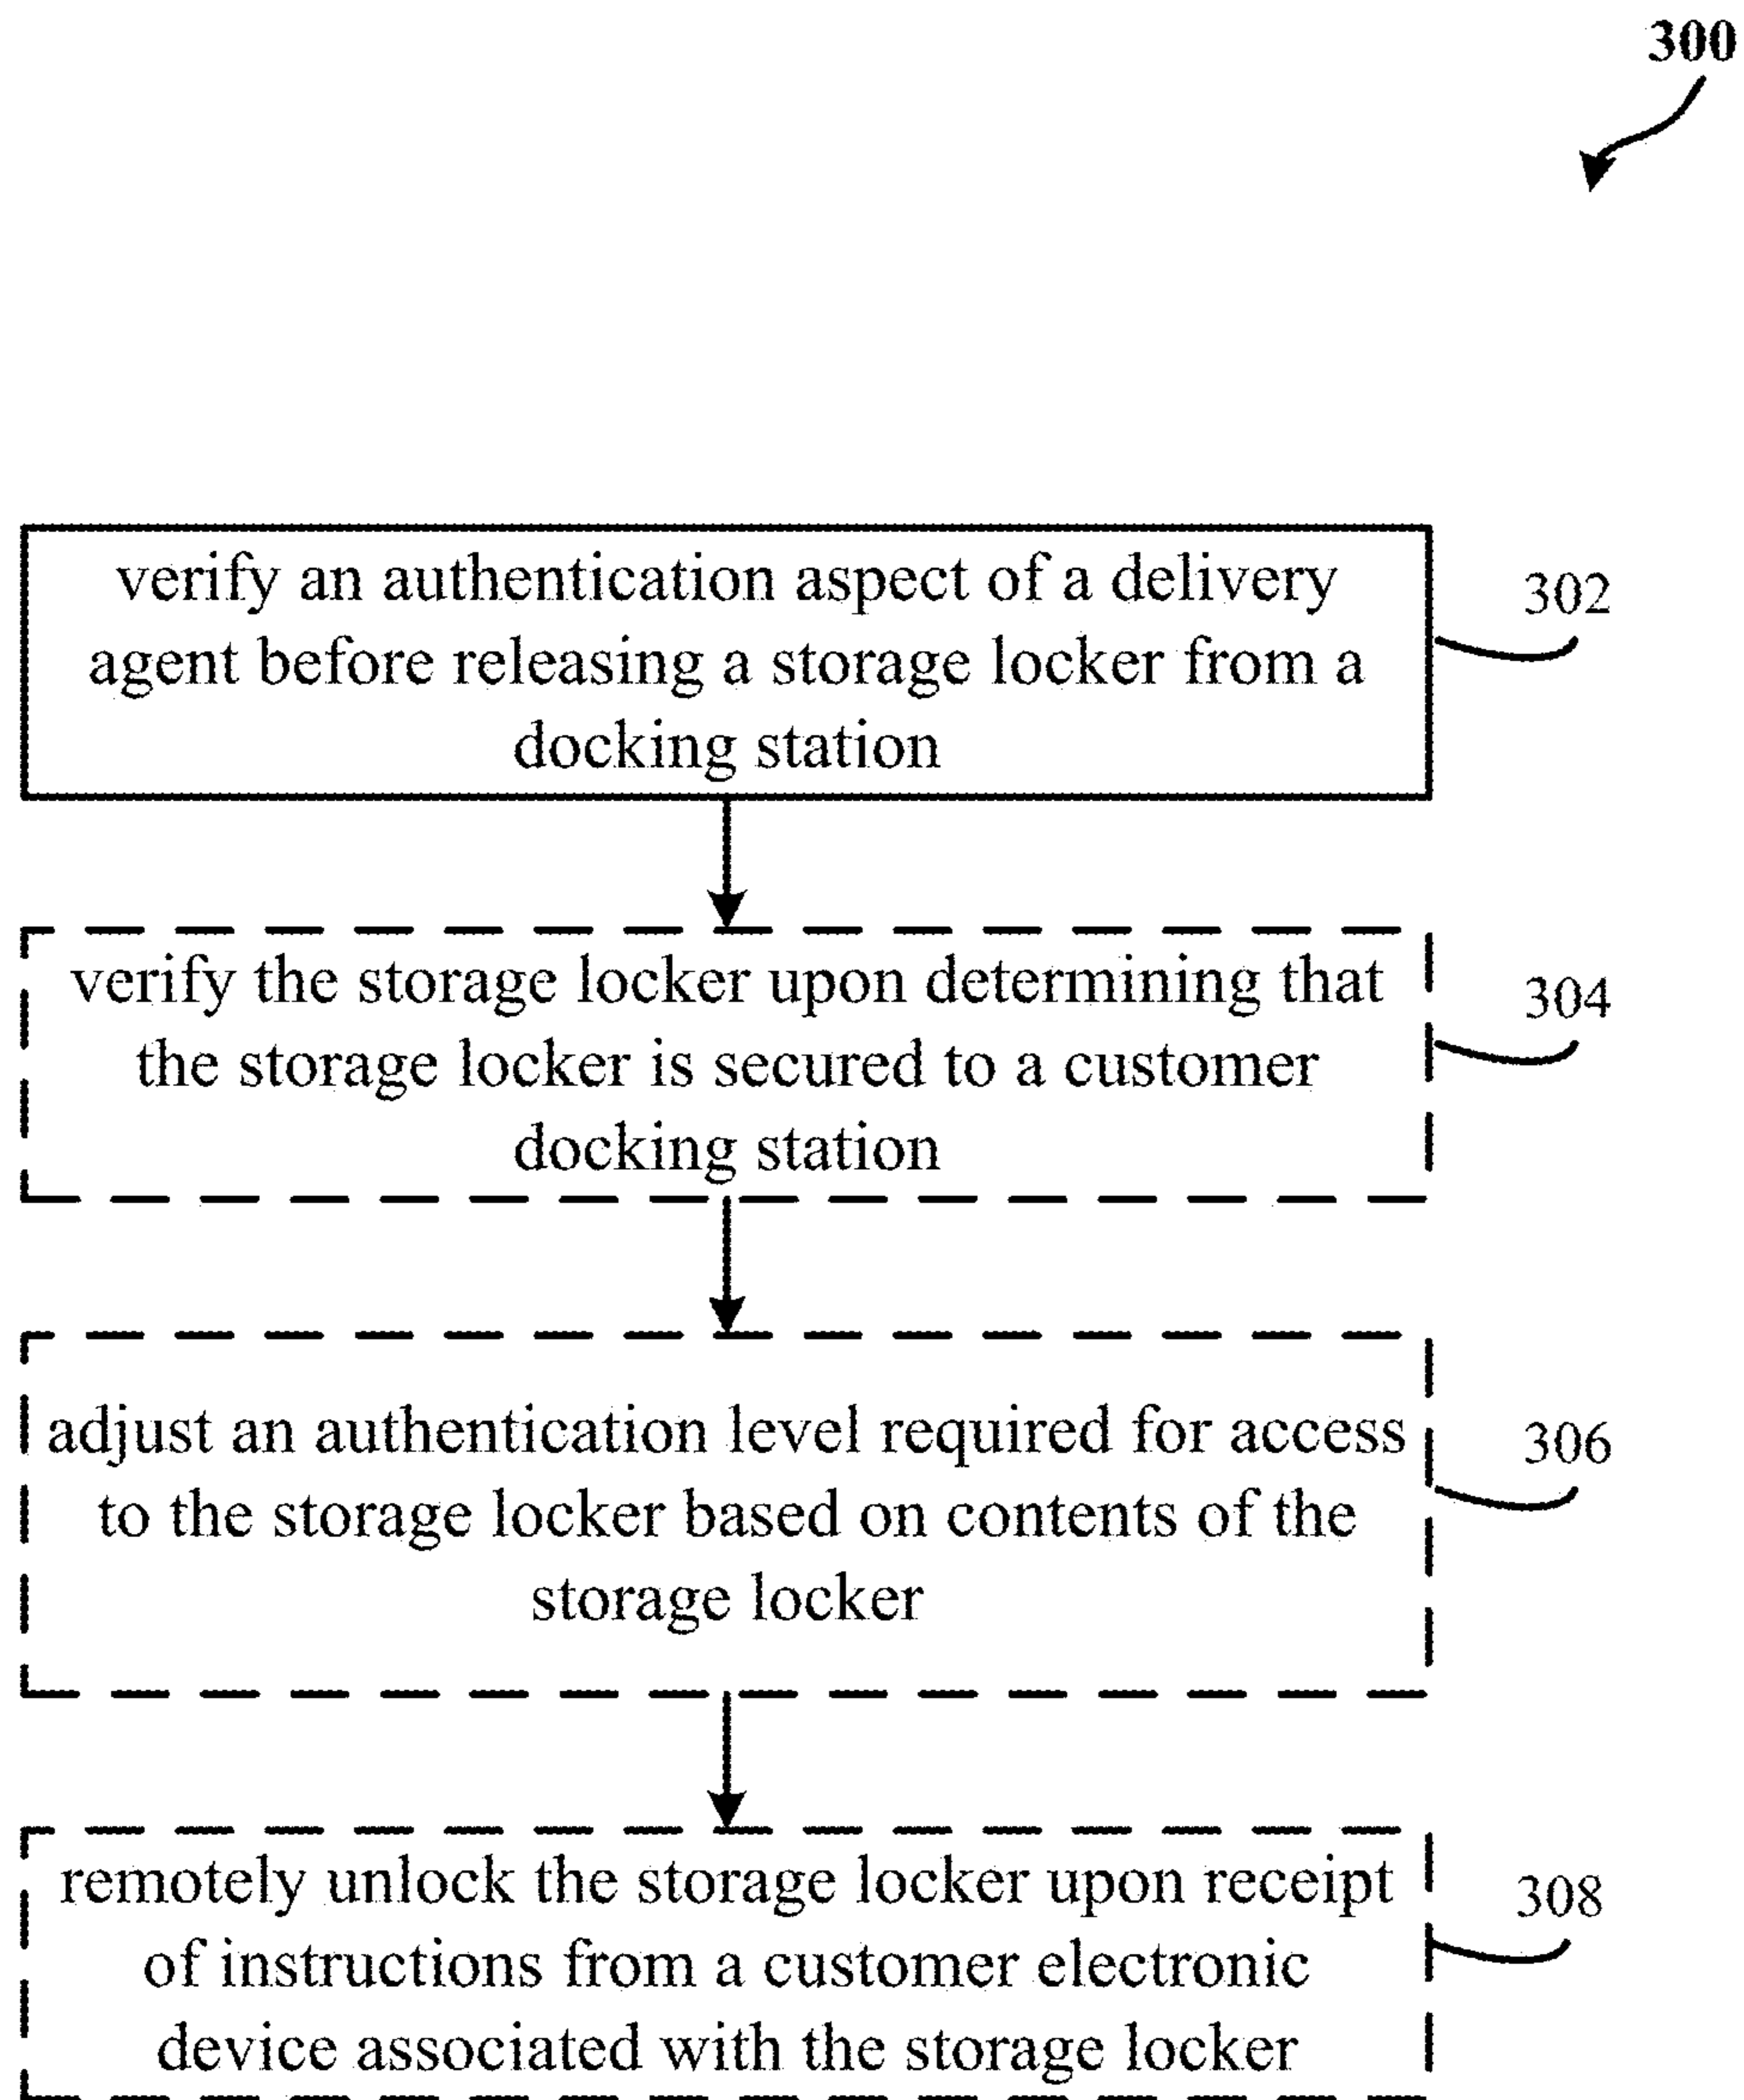 300
verify an authentication aspect of a delivery
agent before releasing a storage locker from a
docking station
302
verify the storage locker upon determining that
the storage locker is secured to a customer
docking station
304
adjust an authentication level required for access
to the storage locker based on contents of the
storage locker
306
remotely unlock the storage locker upon receipt
of instructions from a customer electronic
device associated with the storage locker
308